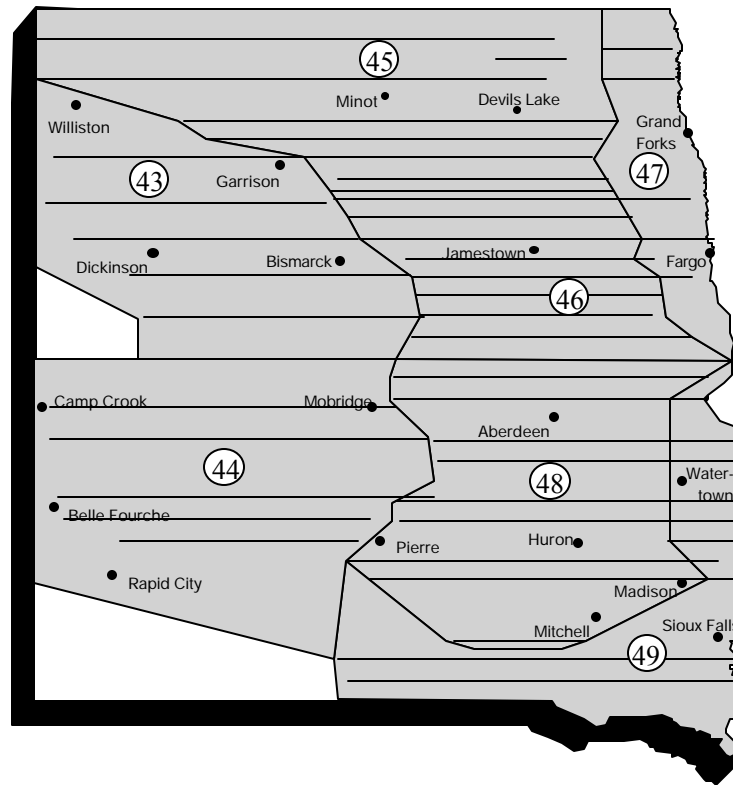 45
Minot
Devils Lake
Williston
Grand
Forks
43
Garrison
47
Dickinson
Bismarck
Jamestown
Fargo
46
Camp Crook
Mobridge
Aberdeen
44
48
Water-
town
Belle Fourche
Pierre
Huron
Rapid City
Madison
Mitchell
Sioux Falls
49